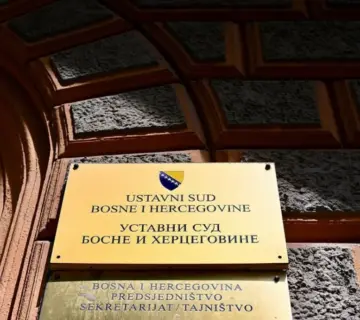 USTAVNI SUD
BOSNE I HERCEGOVINE
УСТАВНИ СУД
БОСНЕ И ХЕРЦЕГОВИНЕ
BOSNA I HERCEGOVINA
PREDSJEDNIŠTVO
SEKRETARIJAT/TAJNIŠTVO